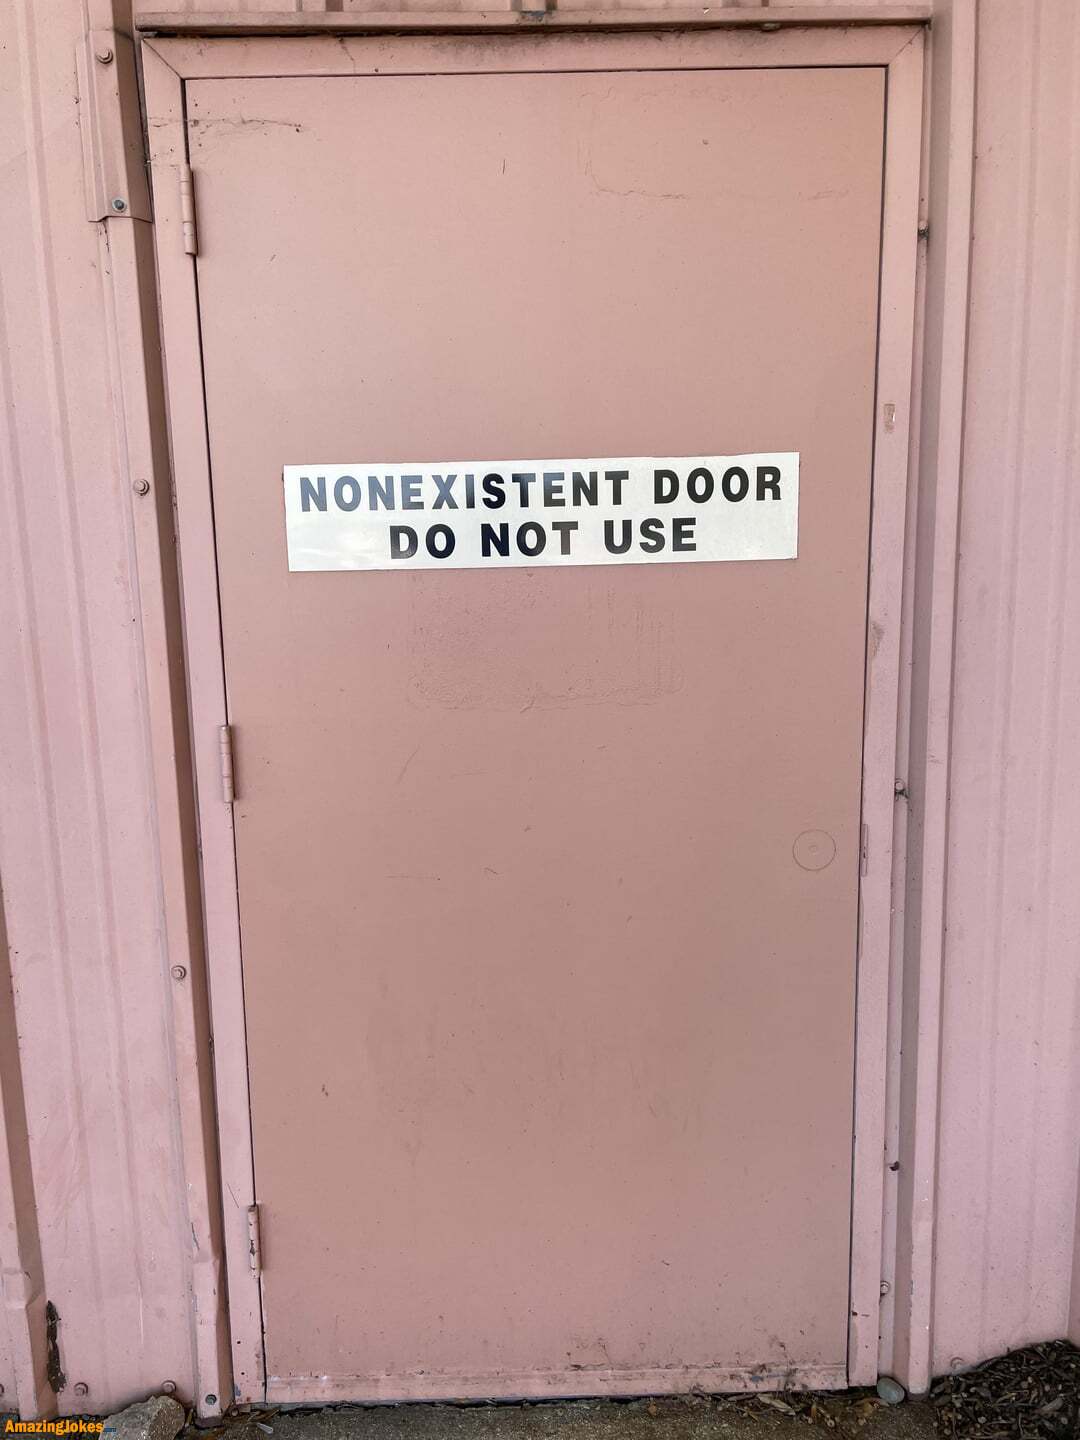 NONEXISTENT DOOR
DO NOT USE
AmazingJokes